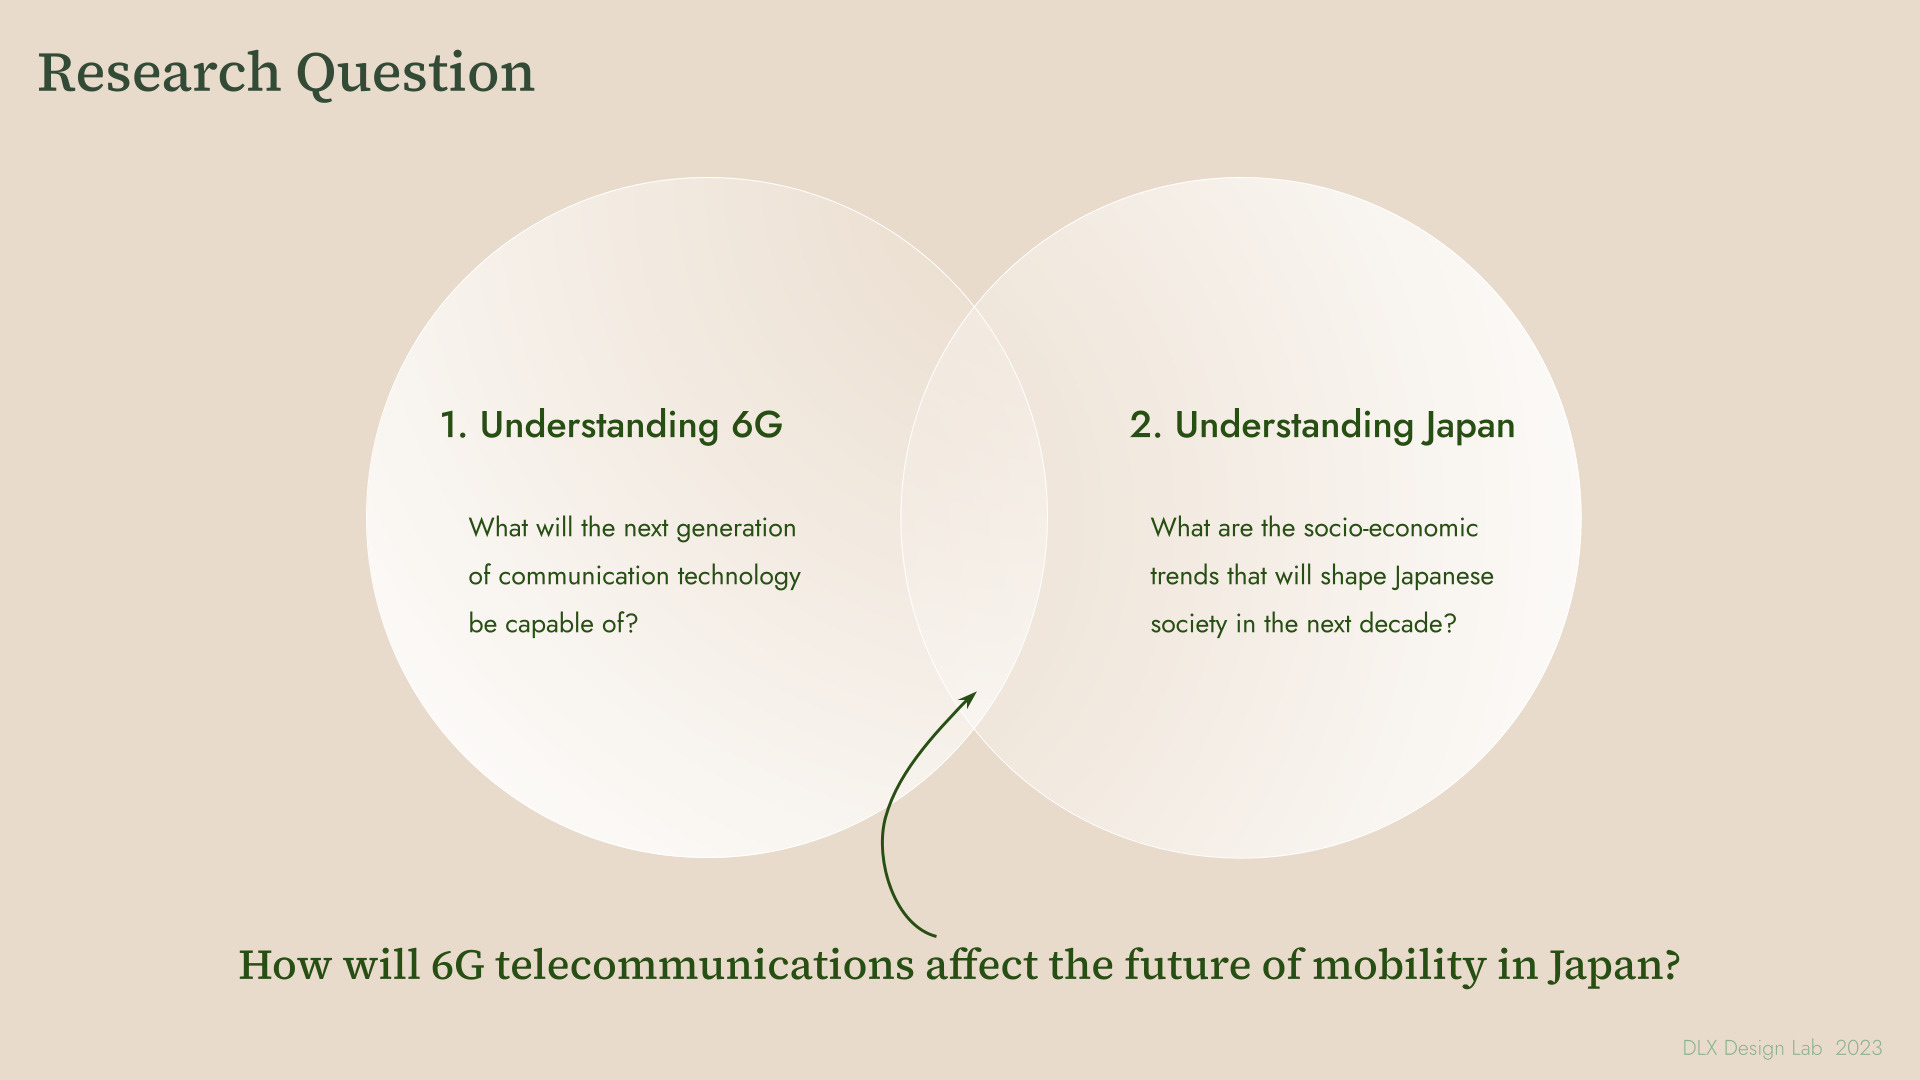 Research Question
1. Understanding 6G
What will the next generation
of communication technology
be capable of?
2. Understanding Japan
What are the socio-economic
trends that will shape Japanese
society in the next decade?
How will 6G telecommunications affect the future of mobility in Japan?
DLX Design Lab 2023